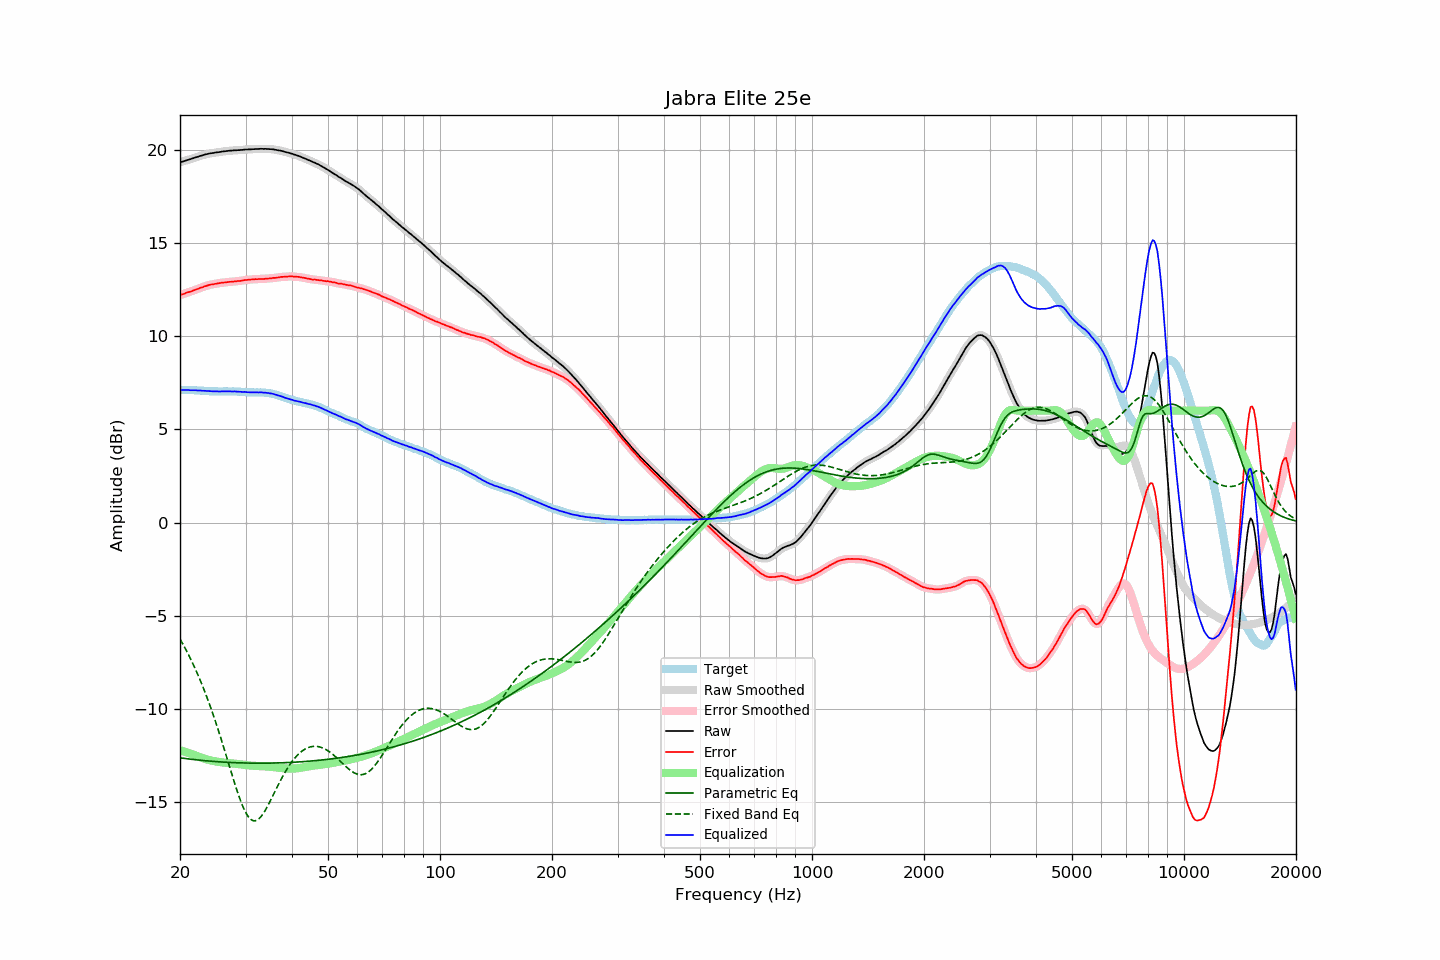 Jabra Elite 25e
Amplitude (dBr)
20
15
10
5
0
−5
−10
−15
Target
Raw Smoothed
Error Smoothed
Raw
Error
Equalization
Parametric Eq
Fixed Band Eq
Equalized
20 50 100 200 500 1000 2000 5000 10000 20000
Frequency (Hz)